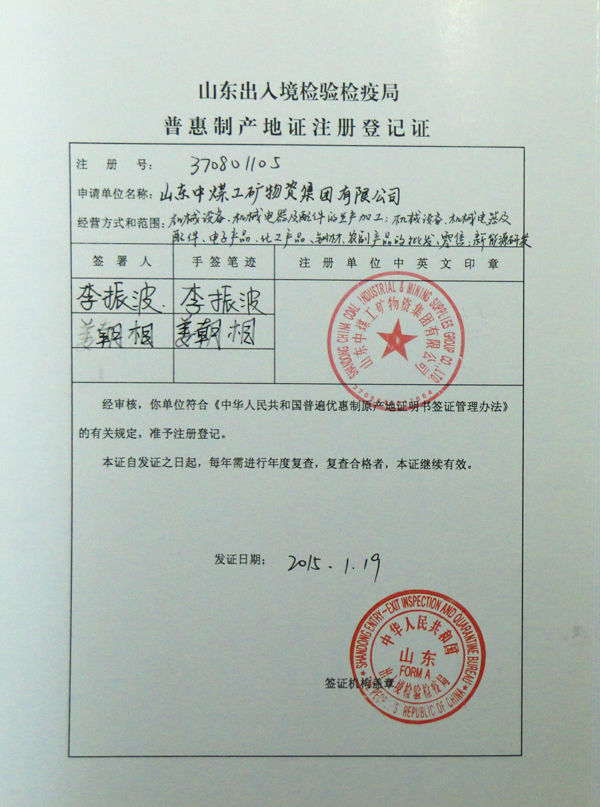 山东出入境检验检疫局
普惠制产地证注册登记证
注 册 号: 370801105
申请单位名称: 山东中煤工矿物资集团有限公司
经营方式和范围: 机械设备、机械电器及配件的生产加工; 机械设备、机械电器及
配件、电子产品、化工产品、钢材、农副产品的批发、零售、新能源研发
签 署 人 手 签 笔 迹 注 册 单 位 中 英 文 印 章
李振波 李振波
姜朝相 姜朝相
SHANDONG CHINA COAL INDUSTRIAL & MINING SUPPLIES GROUP CO., LTD.
山东中煤工矿物资集团有限公司
经审核，你单位符合《中华人民共和国普遍优惠制原产地证明书签证管理办法》
的有关规定，准予注册登记。
本证自发证之日起，每年需进行年度复查，复查合格者，本证继续有效。
发证日期: 2015.1.19
签证机构盖章
SHANDONG ENTRY-EXIT INSPECTION AND QUARANTINE BUREAU
中华人民共和国
山东
FORM A
出入境检验检疫局
PEOPLE'S REPUBLIC OF CHINA